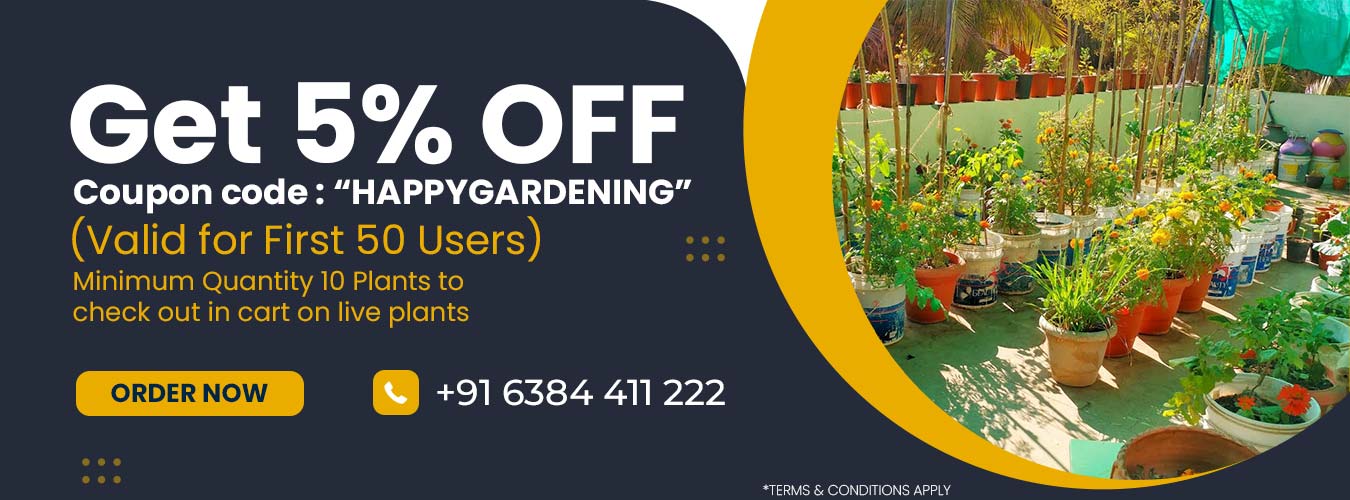 Get 5% OFF
Coupon code : “HAPPYGARDENING”
(Valid for First 50 Users)
Minimum Quantity 10 Plants to
check out in cart on live plants
ORDER NOW
+91 6384 411 222
*TERMS & CONDITIONS APPLY